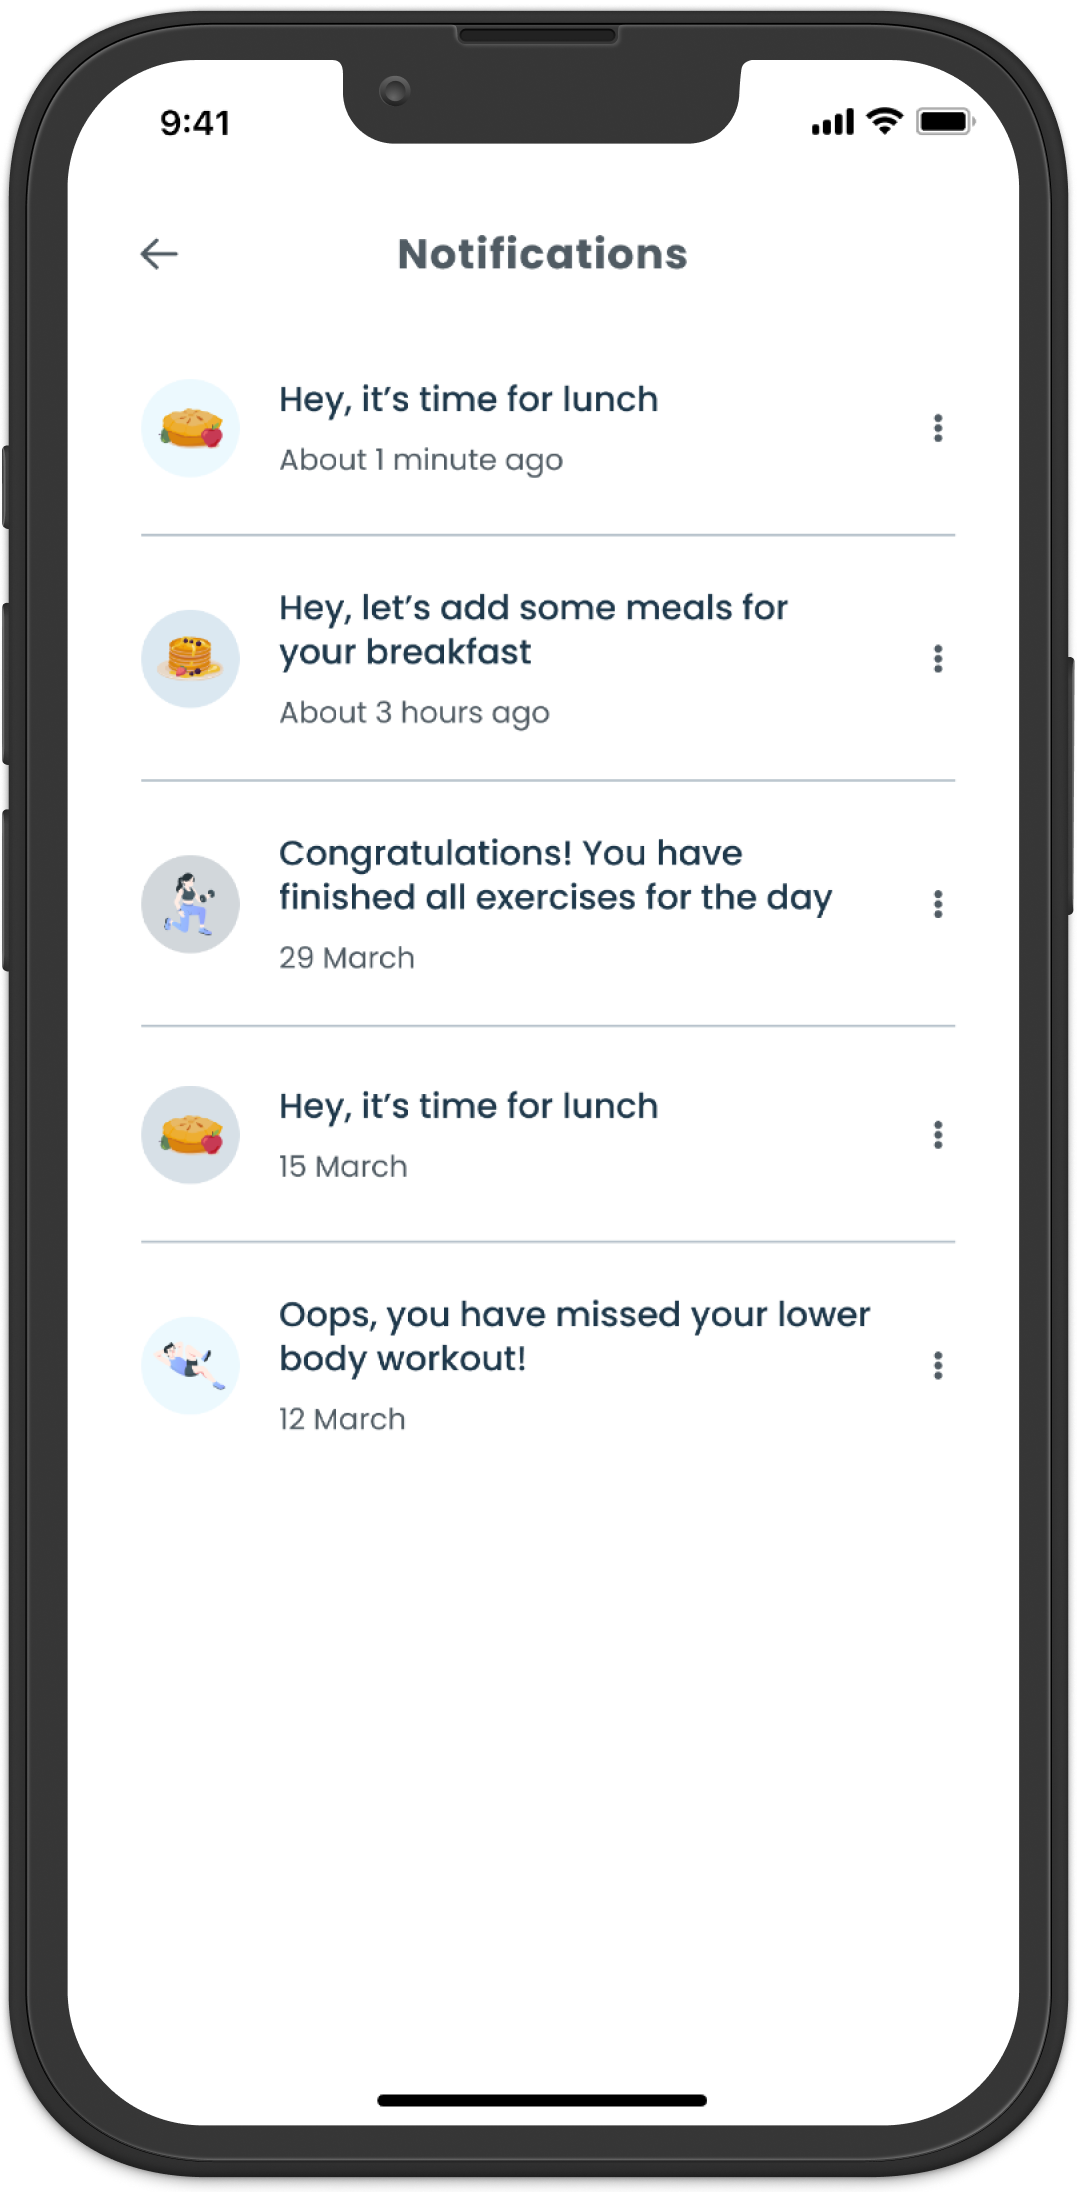 9:41
Notifications
Hey, it’s time for lunch
About 1 minute ago
Hey, let’s add some meals for
your breakfast
About 3 hours ago
Congratulations! You have
finished all exercises for the day
29 March
Hey, it’s time for lunch
15 March
Oops, you have missed your lower
body workout!
12 March